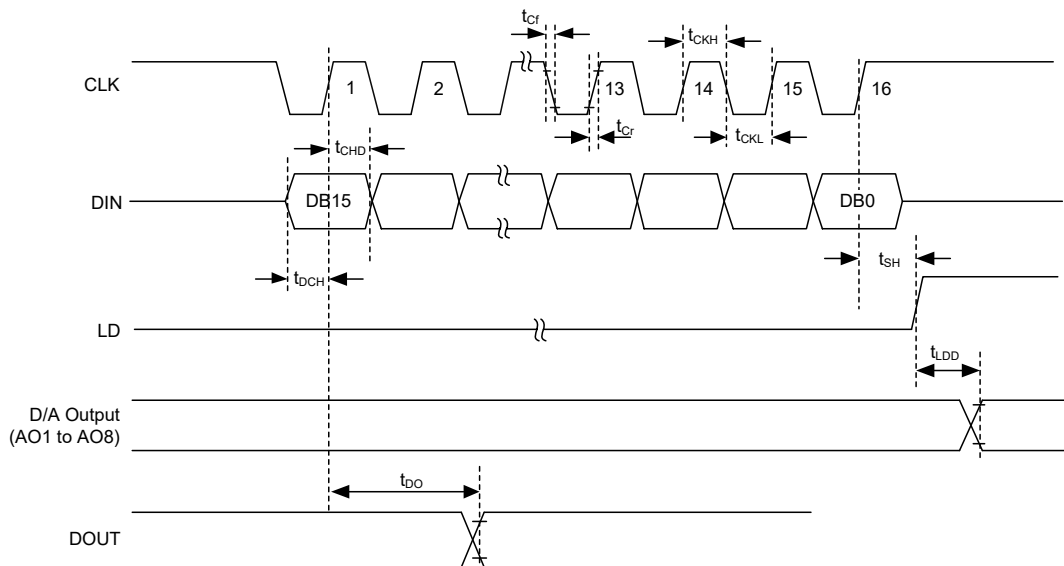 tCf
tCKH
CLK
1
2
13
14
15
16
tCr
tCKL
tCHD
DIN
DB15
DB0
tDCH
tSH
LD
tLDD
D/A Output
(AO1 to AO8)
tDO
DOUT